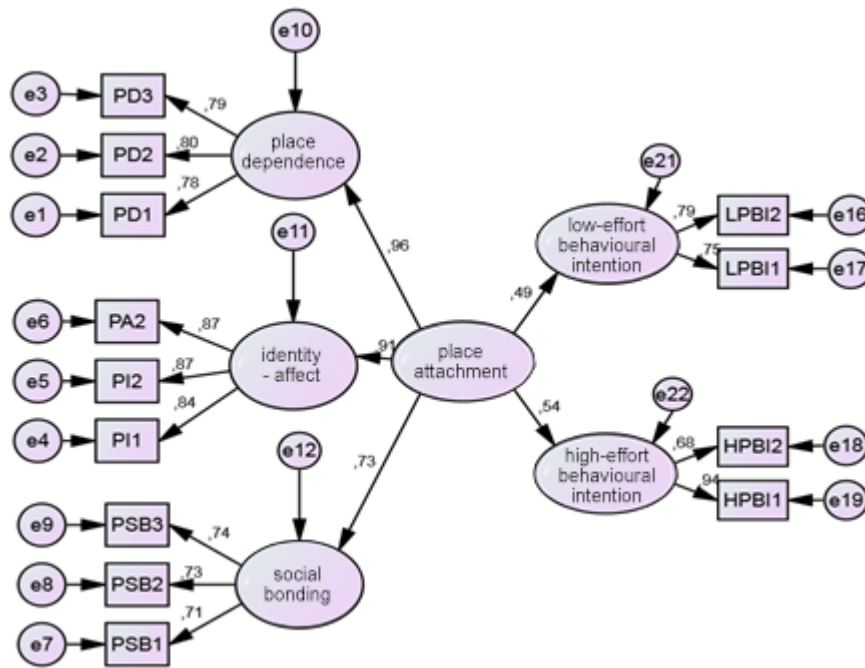 e10
e3
PD3
,79
place
dependence
e2
PD2
,80
e1
PD1
,78
e21
low-effort
behavioural
intention
,79
LPBI2
e16
,75
LPBI1
e17
e11
,96
,49
e6
PA2
,87
identity
- affect
,91
place
attachment
e5
PI2
,87
e4
PI1
,84
,54
e22
high-effort
behavioural
intention
,68
HPBI2
e18
,94
HPBI1
e19
e12
,73
e9
PSB3
,74
social
bonding
e8
PSB2
,73
e7
PSB1
,71